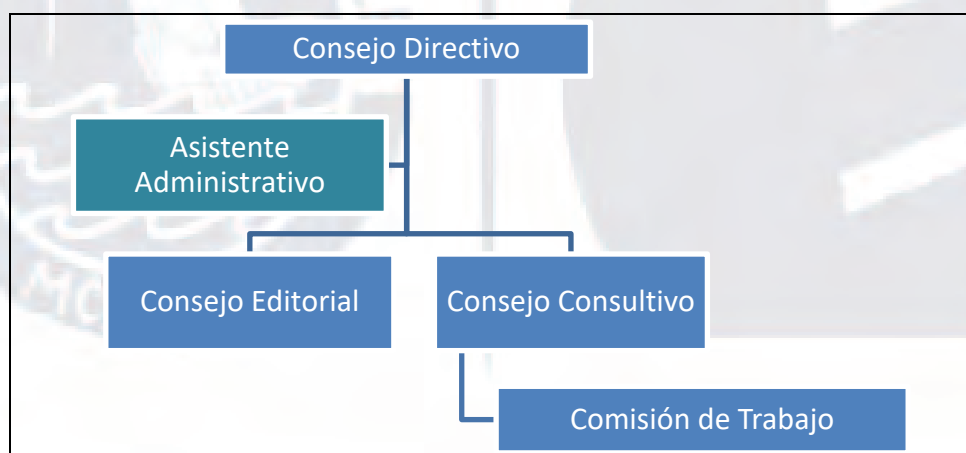 Consejo Directivo
Asistente
Administrativo
Consejo Editorial
Consejo Consultivo
Comisión de Trabajo